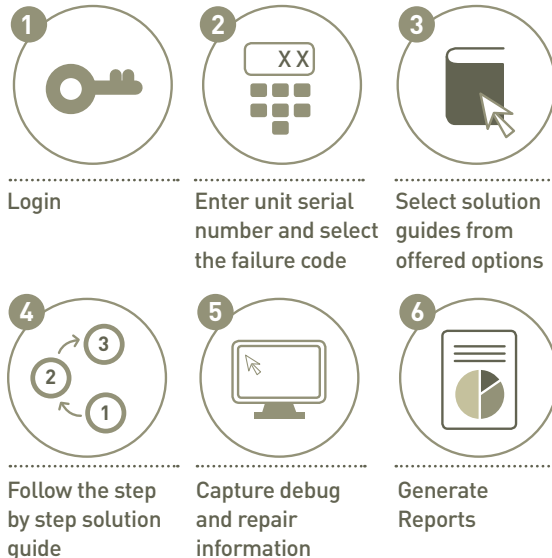 1
2
3
X X
Login
Enter unit serial
number and select
the failure code
Select solution
guides from
offered options
4
5
6
3
2
1
Follow the step
by step solution
guide
Capture debug
and repair
information
Generate
Reports